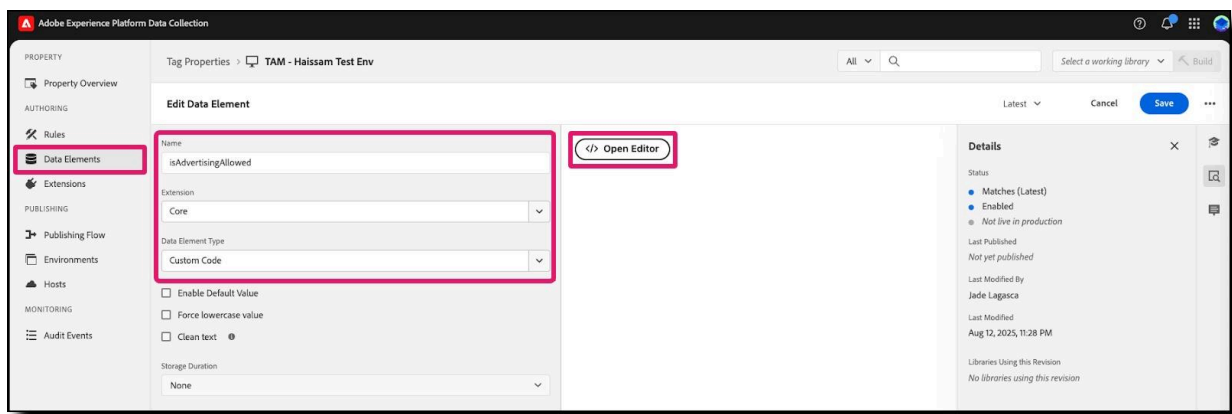 Adobe Experience Platform Data Collection
PROPERTY
Property Overview
AUTHORING
Rules
Data Elements
Extensions
PUBLISHING
Publishing Flow
Environments
Hosts
MONITORING
Audit Events
Tag Properties > TAM - Haissam Test Env
All
Select a working library
Build
Edit Data Element
Latest
Cancel
Save
Name
isAdvertisingAllowed
Extension
Core
Data Element Type
Custom Code
Enable Default Value
Force lowercase value
Clean text
Storage Duration
None
</> Open Editor
Details
Status
Matches (Latest)
Enabled
Not live in production
Last Published
Not yet published
Last Modified By
Jade Lagasca
Last Modified
Aug 12, 2025, 11:28 PM
Libraries Using this Revision
No libraries using this revision